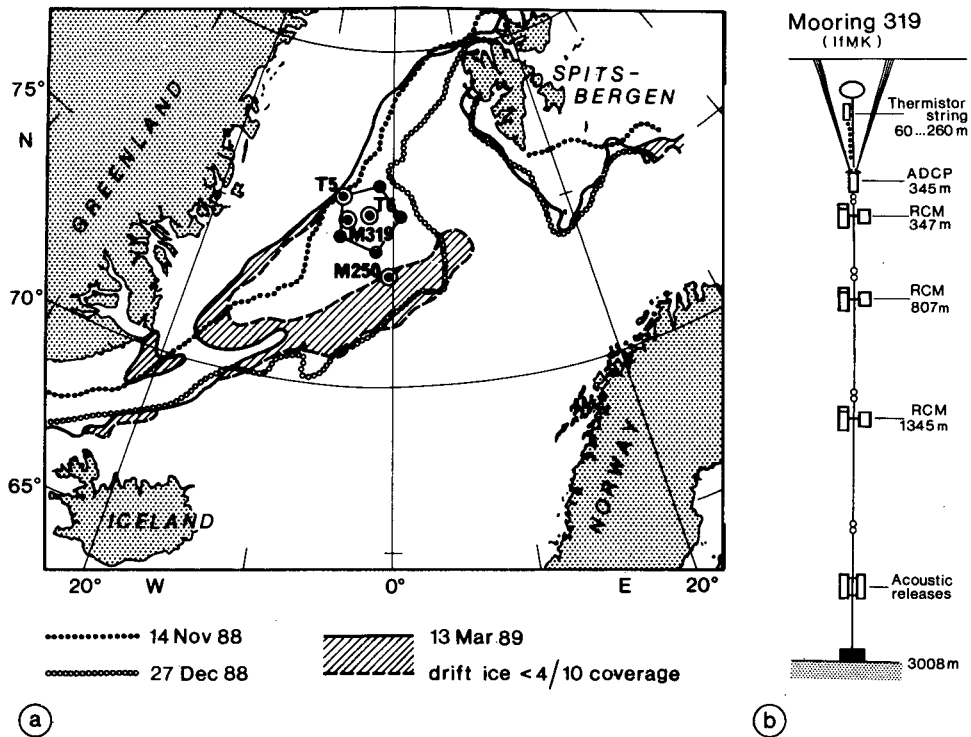 75°
N
70°
65°
GREENLAND
SPITS-
BERGEN
T5
T6
M319
M250
ICELAND
NORWAY
20°
W
0°
E
20°
14 Nov 88
27 Dec 88
13 Mar 89
drift ice <4/10 coverage
a
Mooring 319
(IfMK)
Thermistor
string
60...260 m
ADCP
345 m
RCM
347 m
RCM
807m
RCM
1345 m
Acoustic
releases
3008 m
b